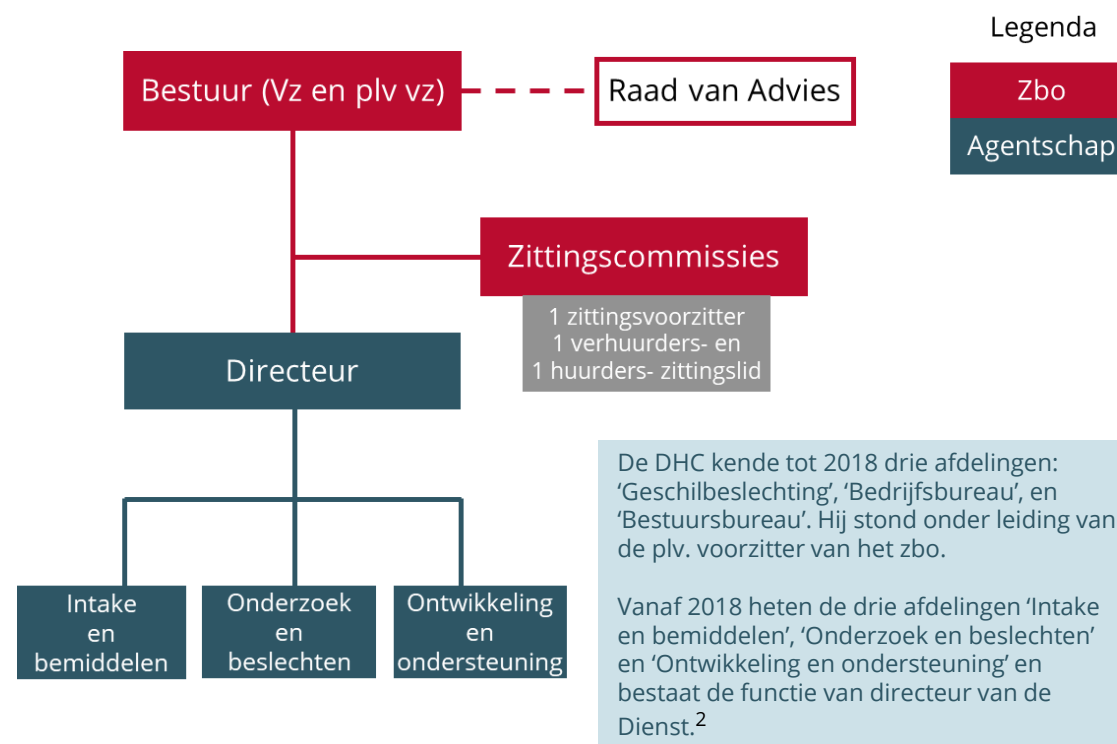 Legenda
Zbo
Agentschap
Bestuur (Vz en plv vz)
Raad van Advies
Zittingscommissies
1 zittingsvoorzitter
1 verhuurders- en
1 huurders- zittingslid
Directeur
Intake
en
bemiddelen
Onderzoek
en
beslechten
Ontwikkeling
en
ondersteuning
De DHC kende tot 2018 drie afdelingen:
‘Geschilbeslechting’, ‘Bedrijfsbureau’, en
‘Bestuursbureau’. Hij stond onder leiding van
de plv. voorzitter van het zbo.
Vanaf 2018 heten de drie afdelingen ‘Intake
en bemiddelen’, ‘Onderzoek en beslechten’
en ‘Ontwikkeling en ondersteuning’ en
bestaat de functie van directeur van de
Dienst.2